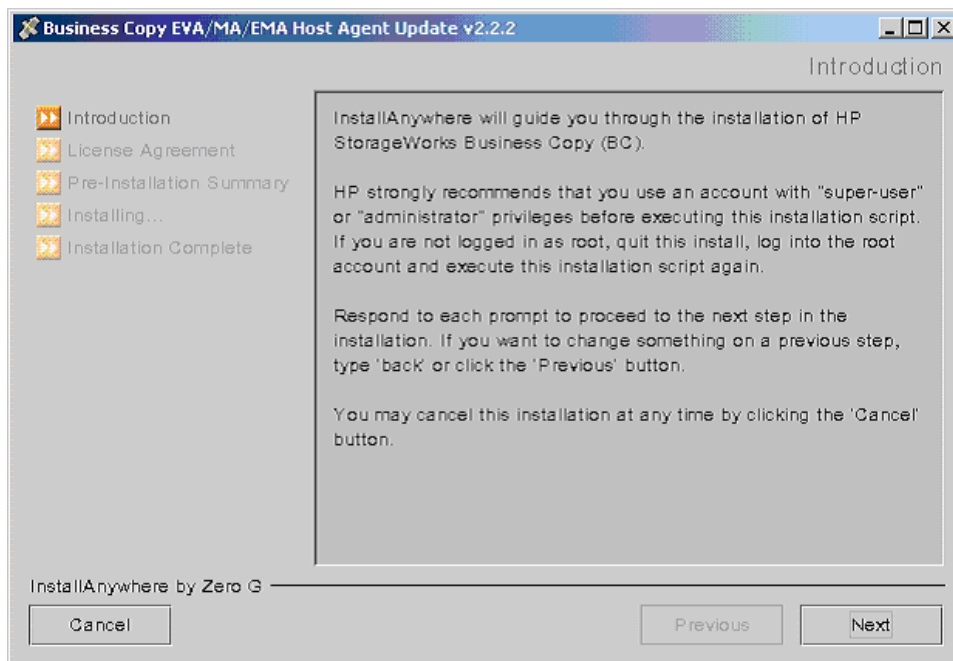 Business Copy EVA/MA/EMA Host Agent Update v2.2.2
Introduction
Introduction
License Agreement
Pre-Installation Summary
Installing...
Installation Complete
InstallAnywhere will guide you through the installation of HP
StorageWorks Business Copy (BC).
HP strongly recommends that you use an account with "super-user"
or "administrator" privileges before executing this installation script.
If you are not logged in as root, quit this install, log into the root
account and execute this installation script again.
Respond to each prompt to proceed to the next step in the
installation. If you want to change something on a previous step,
type 'back' or click the 'Previous' button.
You may cancel this installation at any time by clicking the 'Cancel'
button.
InstallAnywhere by Zero G
Cancel
Previous
Next